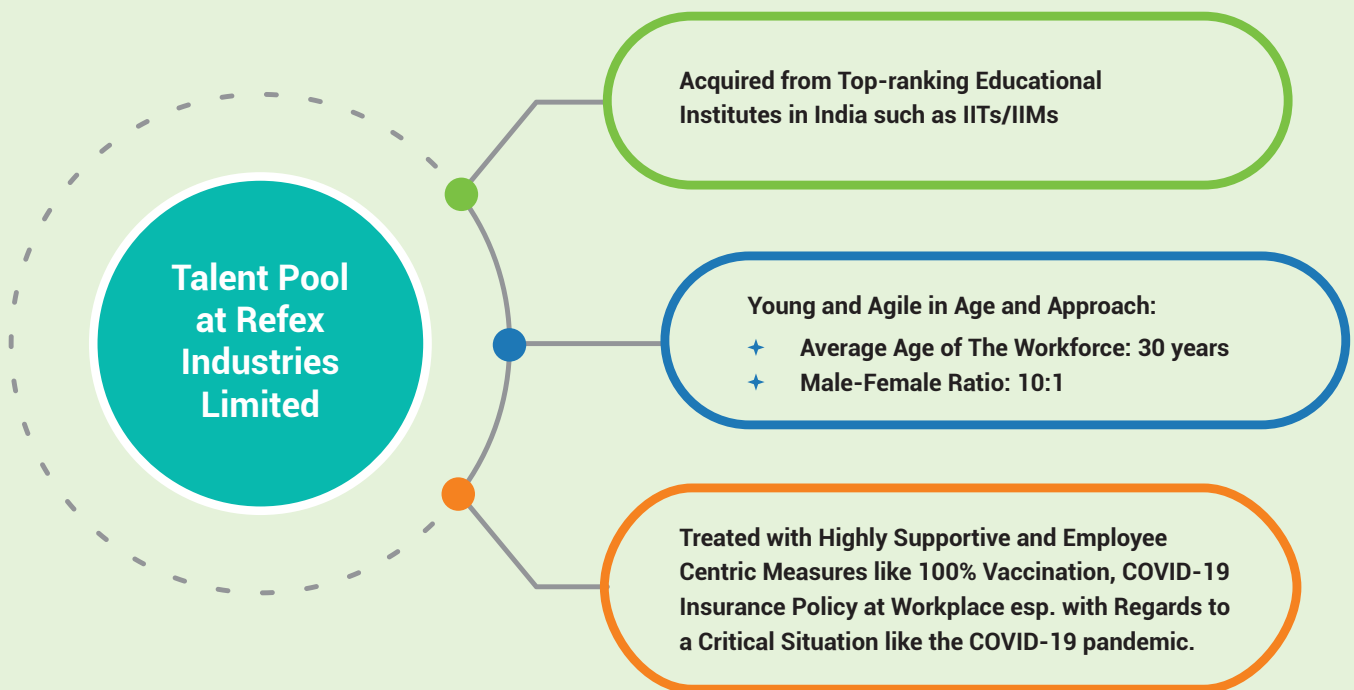 Talent Pool
at Refex
Industries
Limited
Acquired from Top-ranking Educational
Institutes in India such as IITs/IIMs
Young and Agile in Age and Approach:
Average Age of The Workforce: 30 years
Male-Female Ratio: 10:1
Treated with Highly Supportive and Employee
Centric Measures like 100% Vaccination, COVID-19
Insurance Policy at Workplace esp. with Regards to
a Critical Situation like the COVID-19 pandemic.